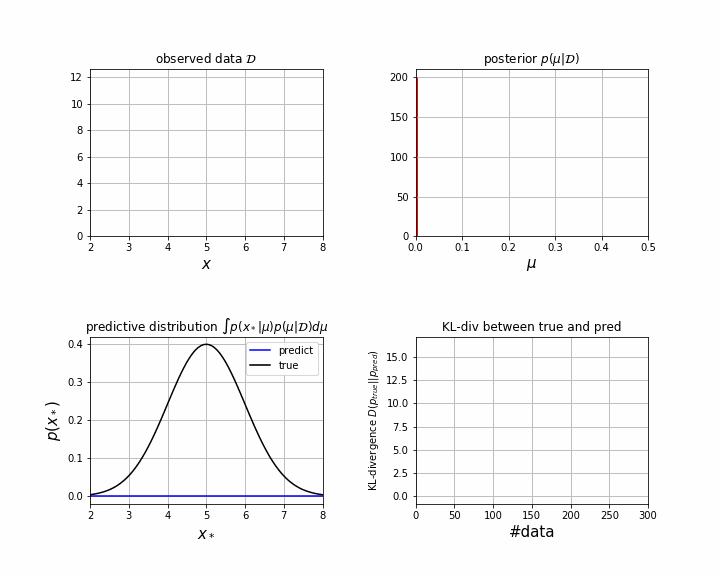 observed data 𝒟
12
10
8
6
4
2
0
2 3 4 5 6 7 8
x
posterior p(μ|𝒟)
200
150
100
50
0
0.0 0.1 0.2 0.3 0.4 0.5
μ
predictive distribution ∫p(x*|μ)p(μ|𝒟)dμ
predict
true
0.4
0.3
0.2
0.1
0.0
p(x*)
2 3 4 5 6 7 8
x*
KL-div between true and pred
KL-divergence D(p_true||p_pred)
15.0
12.5
10.0
7.5
5.0
2.5
0.0
0 50 100 150 200 250 300
#data